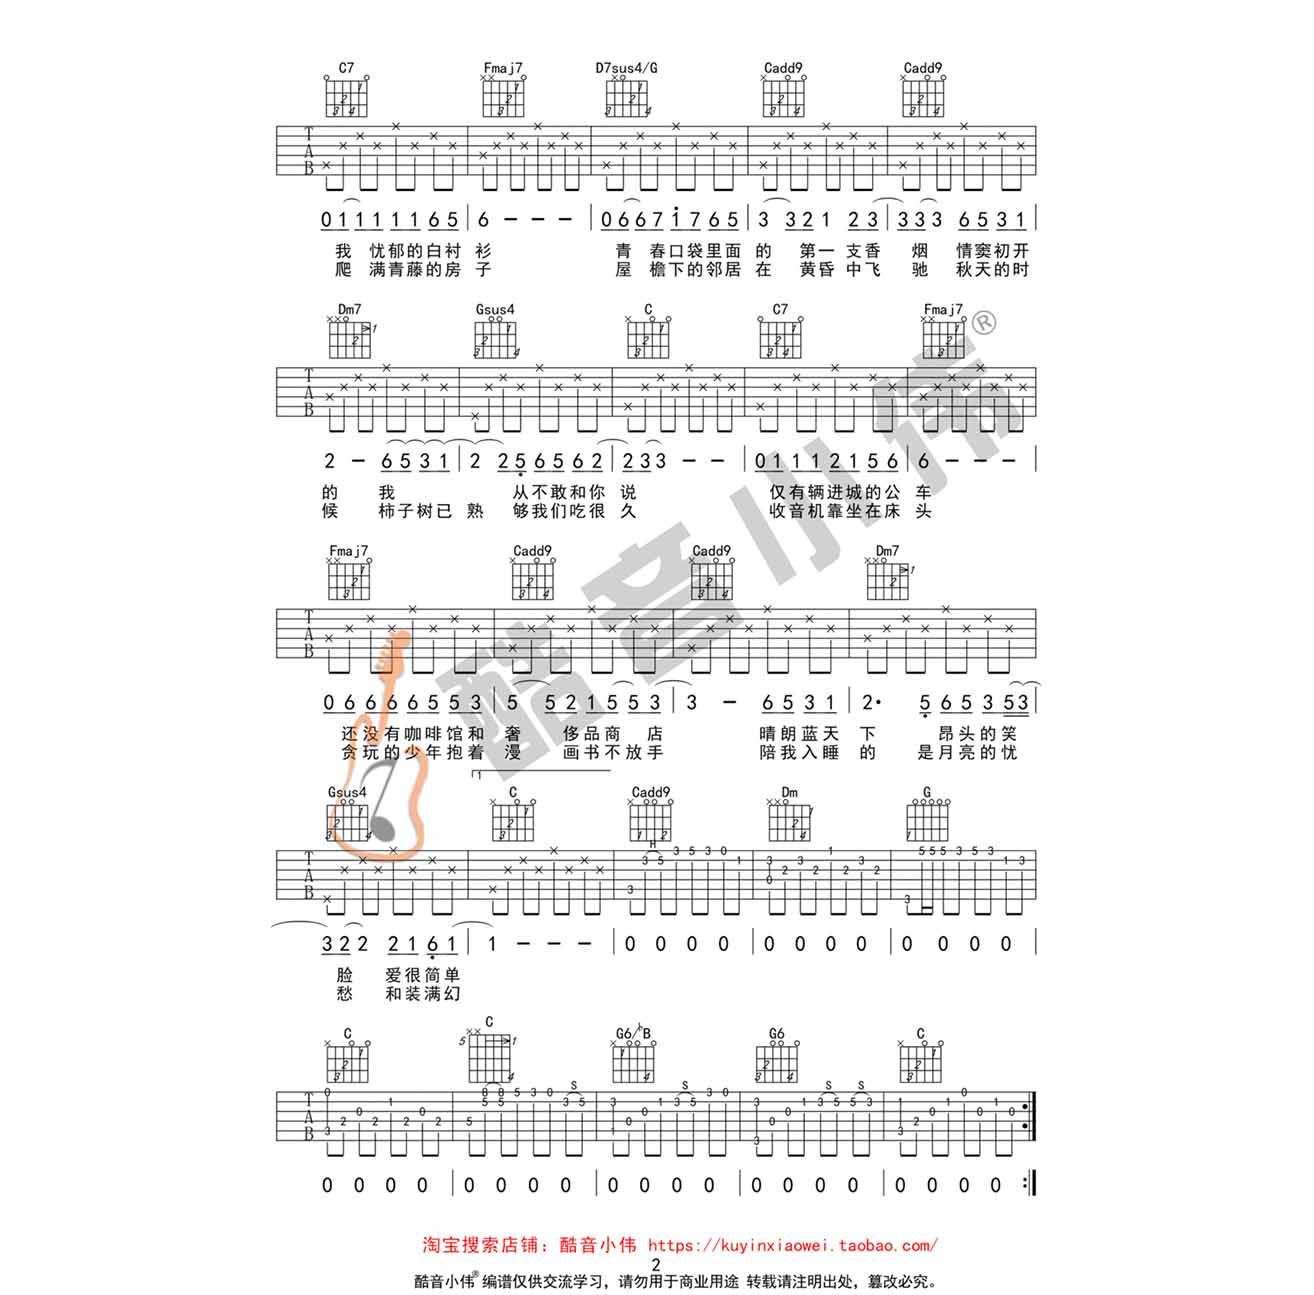 C7 Fmaj7 D7sus4/G Cadd9 Cadd9
T A B
0 1 1 1 1 1 6 5 | 6 - - - | 0 6 6 7 1 7 6 5 | 3 3 2 1 2 3 | 3 3 3 6 5 3 1 |
我 忧郁的白衬 衫 青 春口袋里面 的 第一支香 烟 情窦初开
爬 满青藤的房 子 屋 檐下的邻居 在 黄昏中飞 驰 秋天的时
Dm7 Gsus4 C C7 Fmaj7
T A B
2 - 6 5 3 1 | 2 2 5 6 5 6 2 | 2 3 3 - - | 0 1 1 1 2 1 5 6 | 6 - - - |
的 我 从不敢和你 说 仅有辆进城的公 车
候 柿子树已 熟 够我们吃很 久 收音机靠坐在床 头
酷音小伟®
Fmaj7 Cadd9 Cadd9 Dm7
T A B
0 6 6 6 6 6 5 5 3 | 5 5 2 1 5 5 3 | 3 - 6 5 3 1 | 2· 5 6 5 3 5 3 |
还没有咖啡馆和 奢 侈品商 店 晴朗蓝天 下 昂头的笑
贪玩的少年抱着 漫 画书不放手 陪我入睡 的 是月亮的忧
1
Gsus4 C Cadd9 Dm G
T A B
3 2 2 2 1 6 1 | 1 - - - | 0 0 0 0 | 0 0 0 0 | 0 0 0 0 |
脸 爱很简单
愁 和装满幻
C C G6/B G6 C
T A B
0 0 0 0 | 0 0 0 0 | 0 0 0 0 | 0 0 0 0 | 0 0 0 0
淘宝搜索店铺：酷音小伟 https://kuyinxiaowei.taobao.com/
2
酷音小伟® 编谱仅供交流学习，请勿用于商业用途 转载请注明出处，篡改必究。